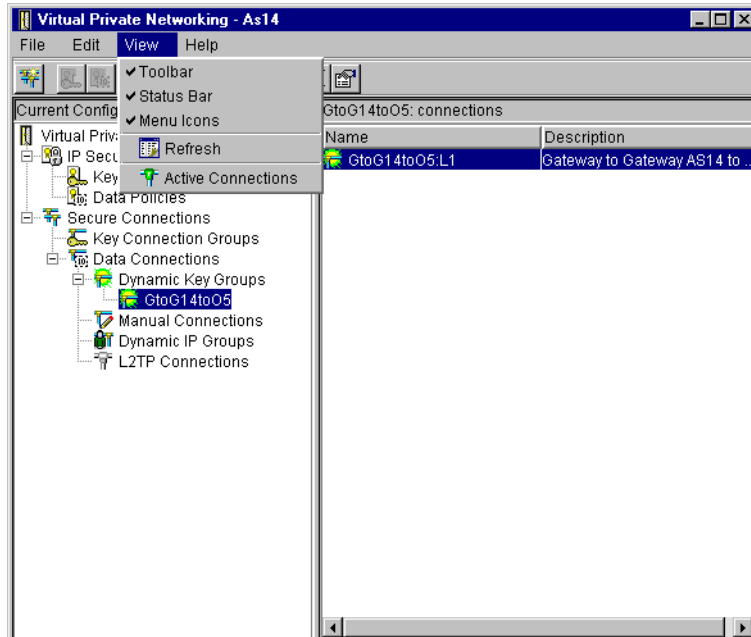 Virtual Private Networking - As14
File Edit View Help
Toolbar
Status Bar
Menu Icons
Refresh
Active Connections
Current Config
GtoG14toO5: connections
Name Description
GtoG14toO5:L1 Gateway to Gateway AS14 to ..
Virtual Priv
IP Secu
Key
Data Policies
Secure Connections
Key Connection Groups
Data Connections
Dynamic Key Groups
GtoG14toO5
Manual Connections
Dynamic IP Groups
L2TP Connections